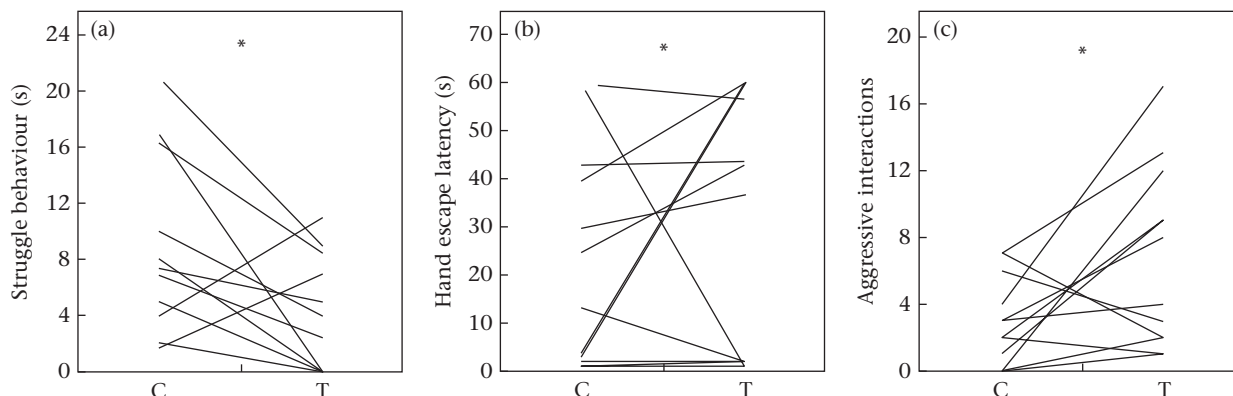 (a)
*
Struggle behaviour (s)
24
20
16
12
8
4
0
C
T
(b)
*
Hand escape latency (s)
70
60
50
40
30
20
10
0
C
T
(c)
*
Aggressive interactions
20
16
12
8
4
0
C
T